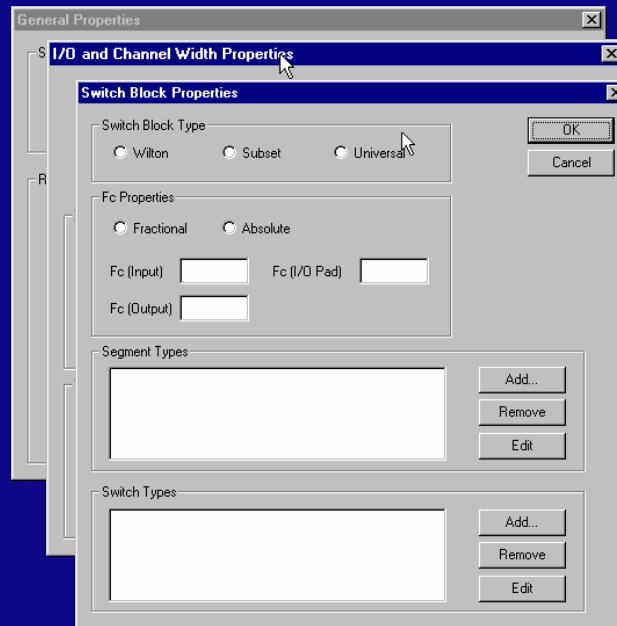 General Properties
S
I/O and Channel Width Properties
R
Switch Block Properties
Switch Block Type
Wilton Subset Universal
OK
Cancel
Fc Properties
Fractional Absolute
Fc (Input) Fc (I/O Pad)
Fc (Output)
Segment Types
Add...
Remove
Edit
Switch Types
Add...
Remove
Edit